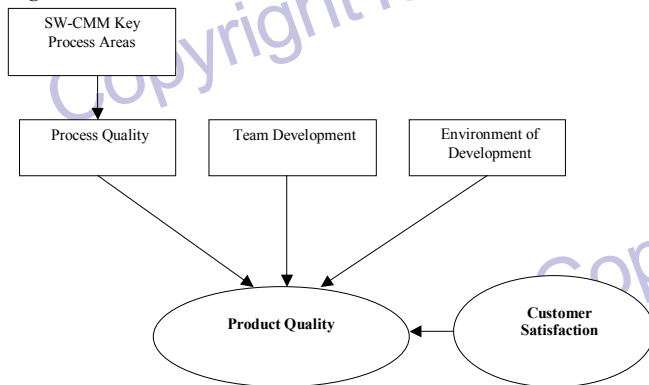 SW-CMM Key
Process Areas
Process Quality
Team Development
Environment of
Development
Product Quality
Customer
Satisfaction
Copyright
Cop